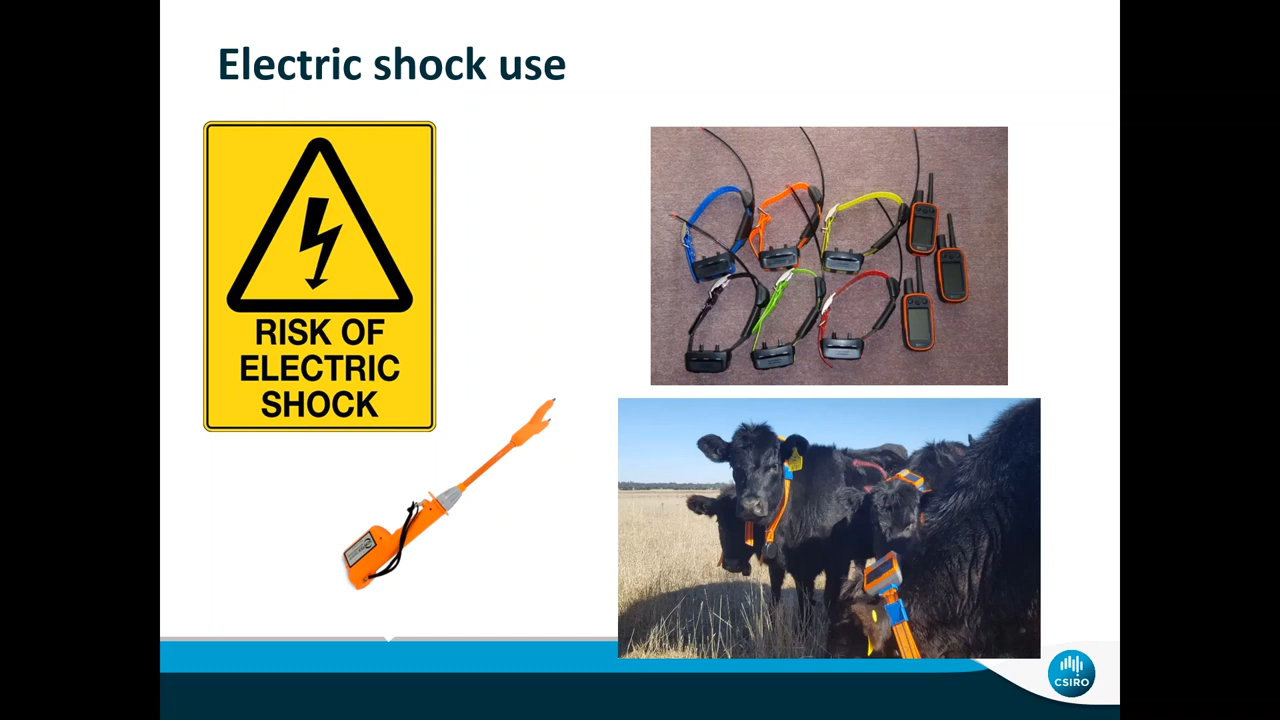 Electric shock use
RISK OF
ELECTRIC
SHOCK
CSIRO